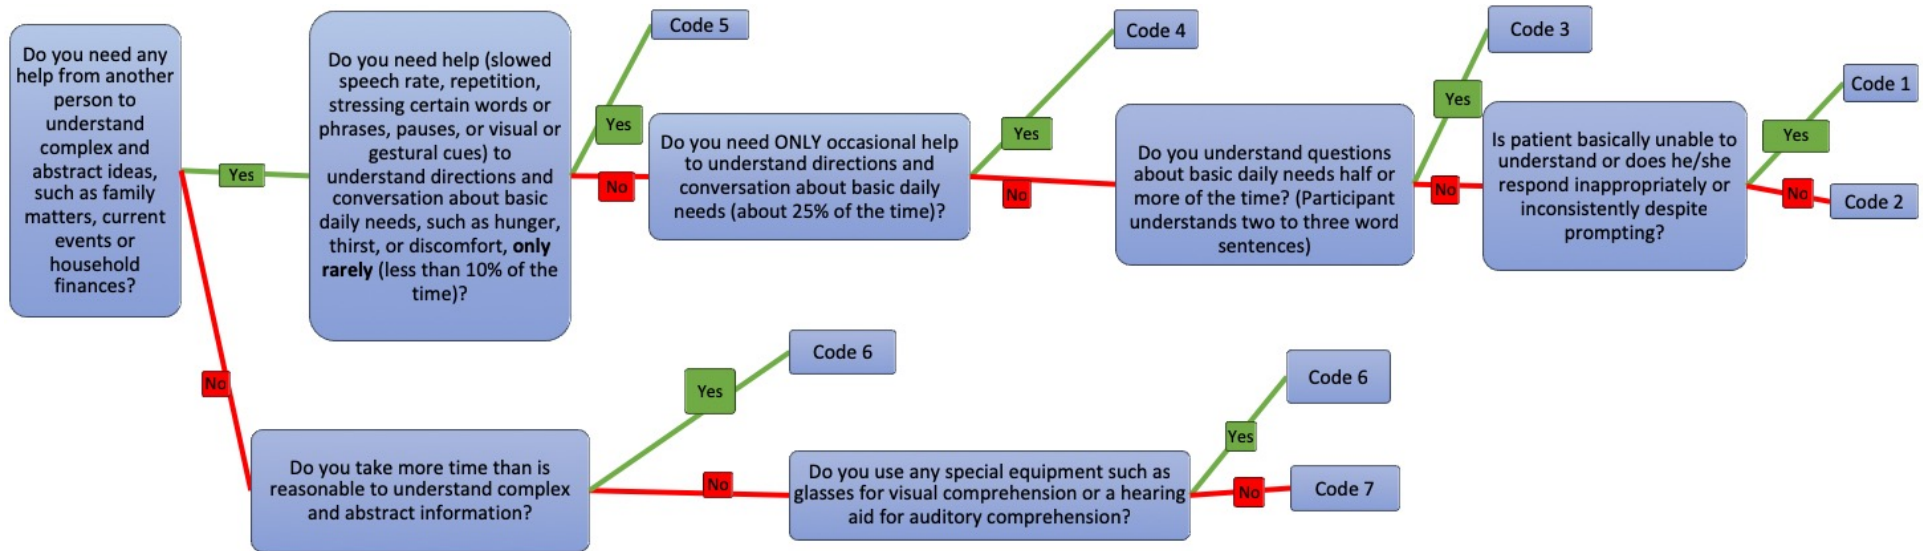 Do you need any
help from another
person to
understand
complex and
abstract ideas,
such as family
matters, current
events or
household
finances?
Yes
Do you need help (slowed
speech rate, repetition,
stressing certain words or
phrases, pauses, or visual or
gestural cues) to
understand directions and
conversation about basic
daily needs, such as hunger,
thirst, or discomfort, only
rarely (less than 10% of the
time)?
Yes
Code 5
No
Do you need ONLY occasional help
to understand directions and
conversation about basic daily
needs (about 25% of the time)?
Yes
Code 4
No
Do you understand questions
about basic daily needs half or
more of the time? (Participant
understands two to three word
sentences)
Yes
Code 3
No
Is patient basically unable to
understand or does he/she
respond inappropriately or
inconsistently despite
prompting?
Yes
Code 1
No
Code 2
No
Do you take more time than is
reasonable to understand complex
and abstract information?
Yes
Code 6
No
Do you use any special equipment such as
glasses for visual comprehension or a hearing
aid for auditory comprehension?
Yes
Code 6
No
Code 7